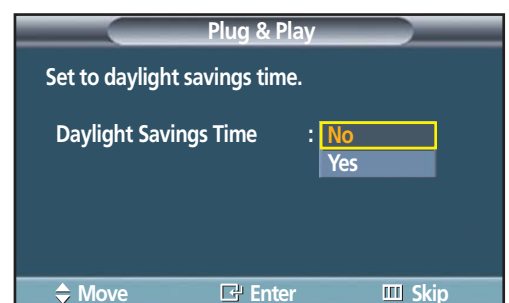 Plug & Play
Set to daylight savings time.
Daylight Savings Time : No
Yes
Move Enter Skip